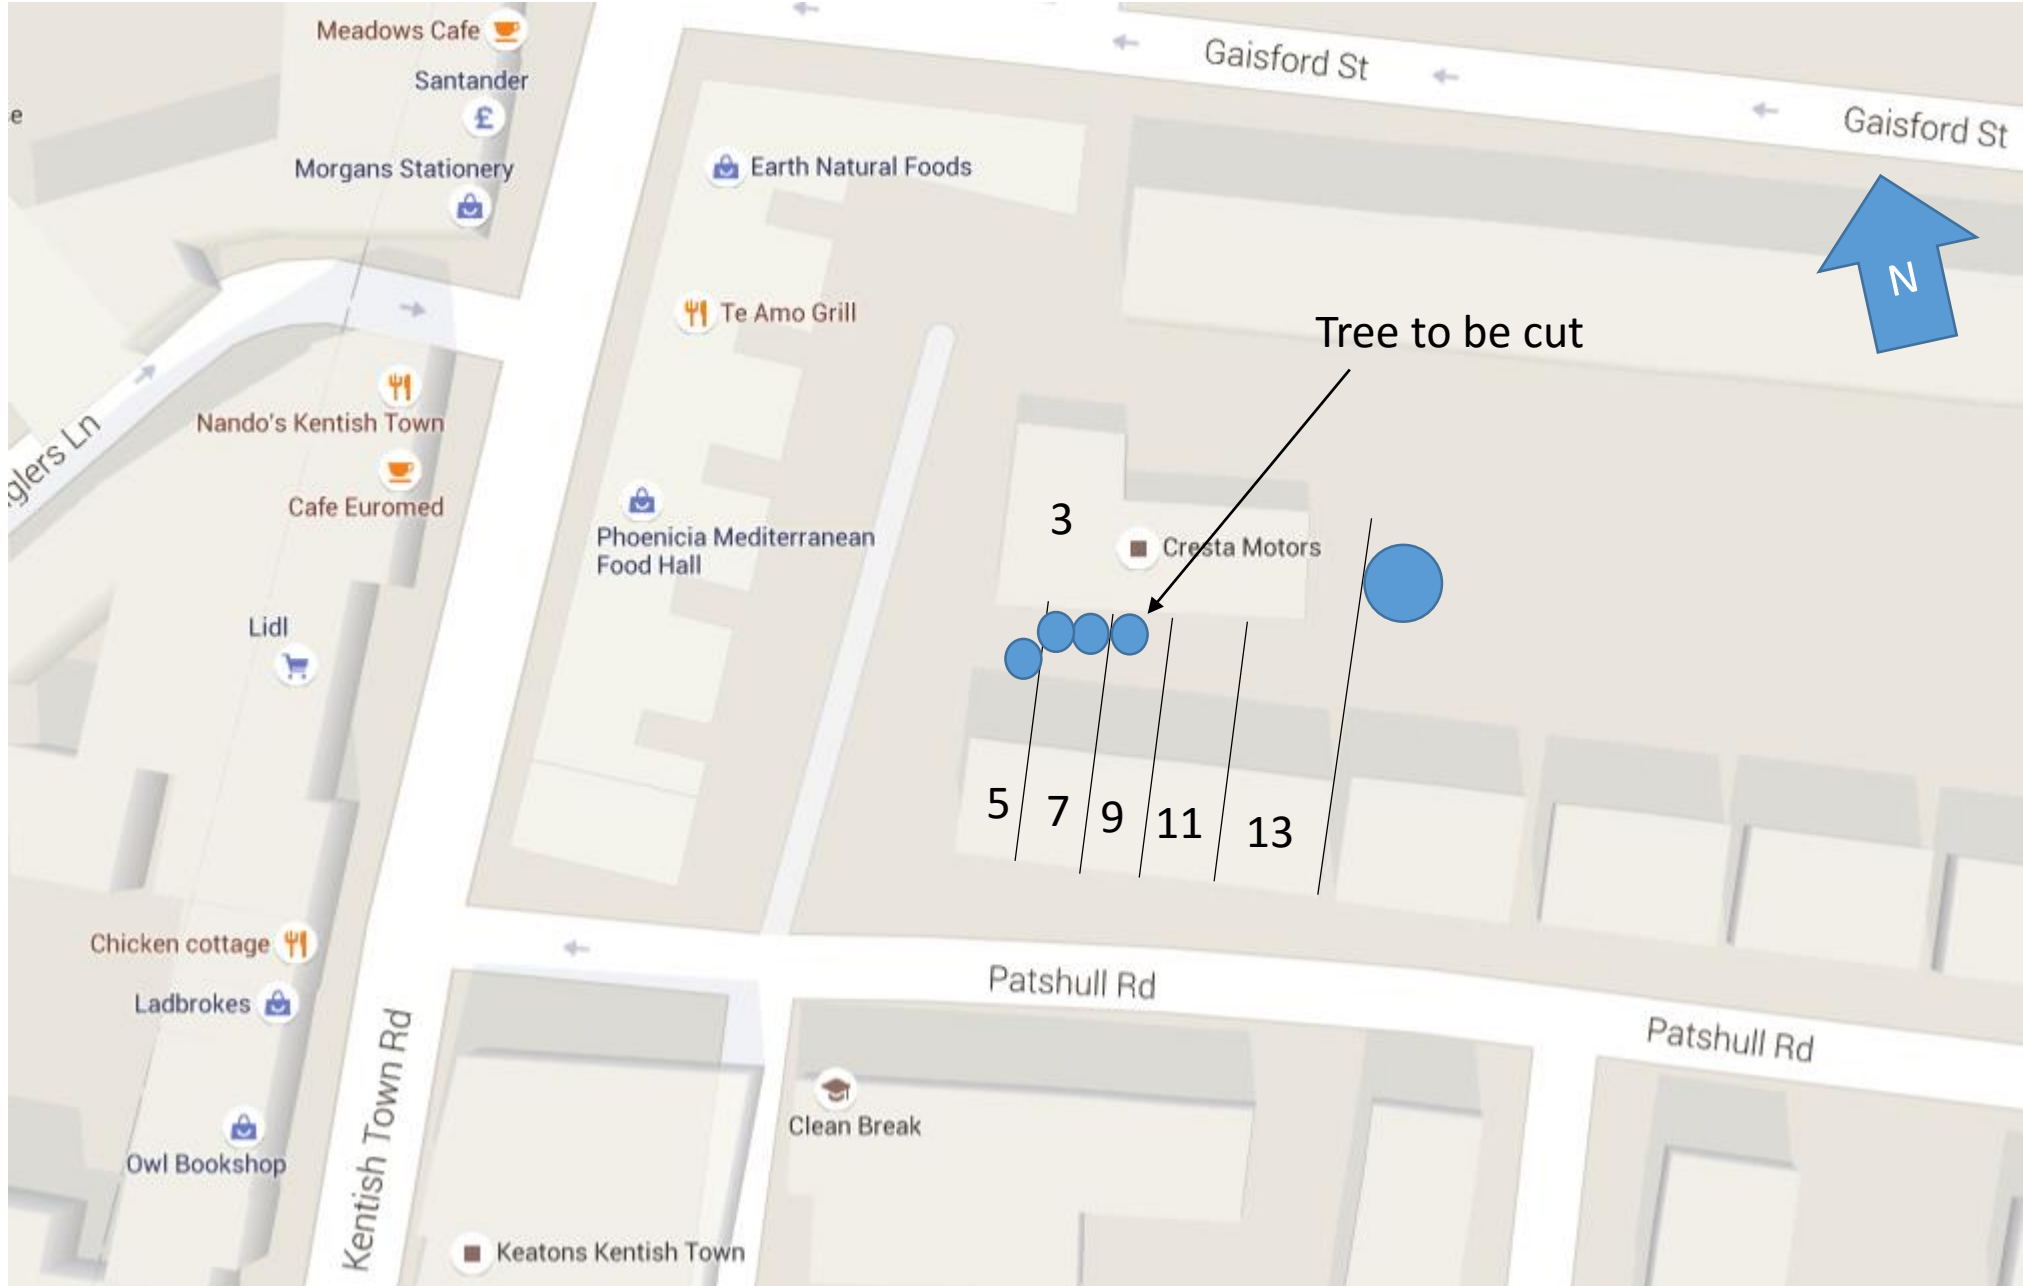 Meadows Cafe
Santander
£
Morgans Stationery
e
Gaisford St
Gaisford St
Earth Natural Foods
N
Te Amo Grill
Tree to be cut
Nando's Kentish Town
glers Ln
Cafe Euromed
3
Phoenicia Mediterranean
Food Hall
Cresta Motors
Lidl
5
7
9
11
13
Chicken cottage
Ladbrokes
Patshull Rd
Patshull Rd
Kentish Town Rd
Clean Break
Owl Bookshop
Keatons Kentish Town